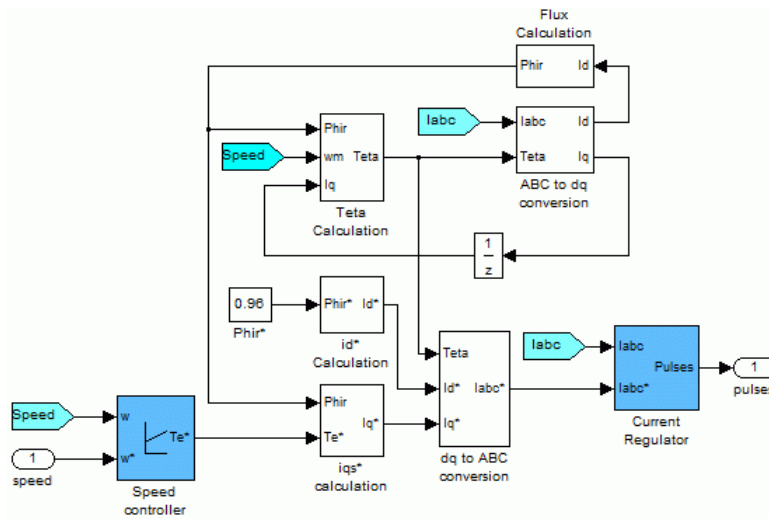 Flux
Calculation
Phir Id
Iabc
Iabc Id
Teta Iq
ABC to dq
conversion
Phir
Speed
wm Teta
Iq
Teta
Calculation
1
z
0.96
Phir*
Phir* Id*
id*
Calculation
Teta
Id* Iabc*
Iq*
dq to ABC
conversion
Iabc
Iabc
Pulses
Iabc*
Current
Regulator
1
pulses
Speed
w
Te*
w*
1
speed
Speed
controller
Phir
Iq*
Te*
iqs*
calculation